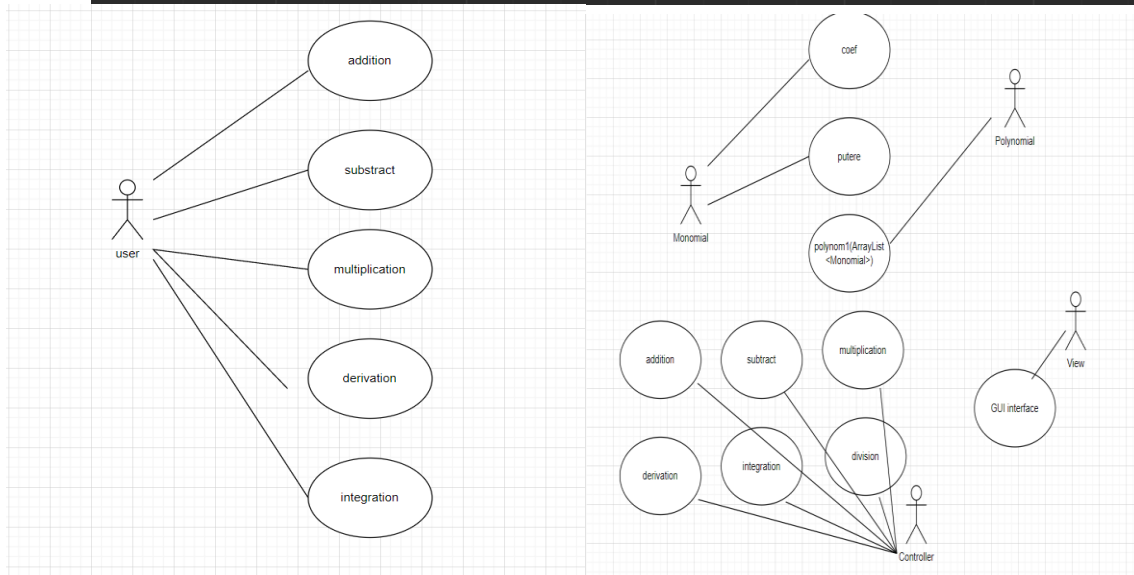 addition
substract
multiplication
derivation
integration
user
coef
putere
polynom1(ArrayList
<Monomial>)
Monomial
Polynomial
addition
subtract
multiplication
derivation
integration
division
GUI interface
View
Controller